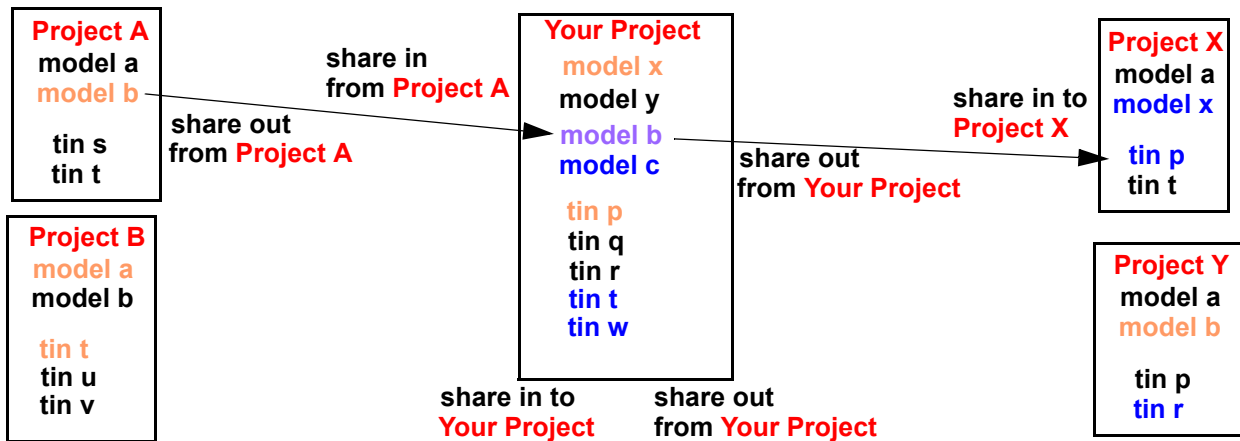 Project A
model a
model b
tin s
tin t
share out
from Project A
share in
from Project A
Project B
model a
model b
tin t
tin u
tin v
Your Project
model x
model y
model b
model c
tin p
tin q
tin r
tin t
tin w
share in to
Your Project
share out
from Your Project
share out
from Your Project
share in to
Project X
Project X
model a
model x
tin p
tin t
Project Y
model a
model b
tin p
tin r